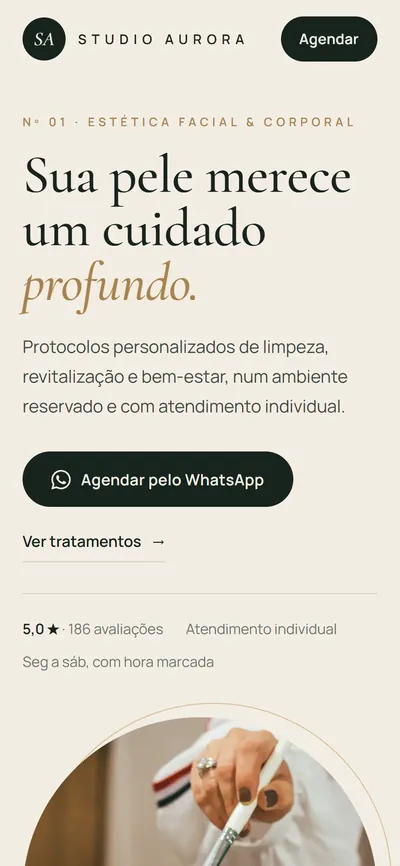 SA STUDIO AURORA Agendar
Nº 01 · ESTÉTICA FACIAL & CORPORAL
Sua pele merece
um cuidado
profundo.
Protocolos personalizados de limpeza,
revitalização e bem-estar, num ambiente
reservado e com atendimento individual.
Agendar pelo WhatsApp
Ver tratamentos →
5,0 ★ · 186 avaliações Atendimento individual
Seg a sáb, com hora marcada